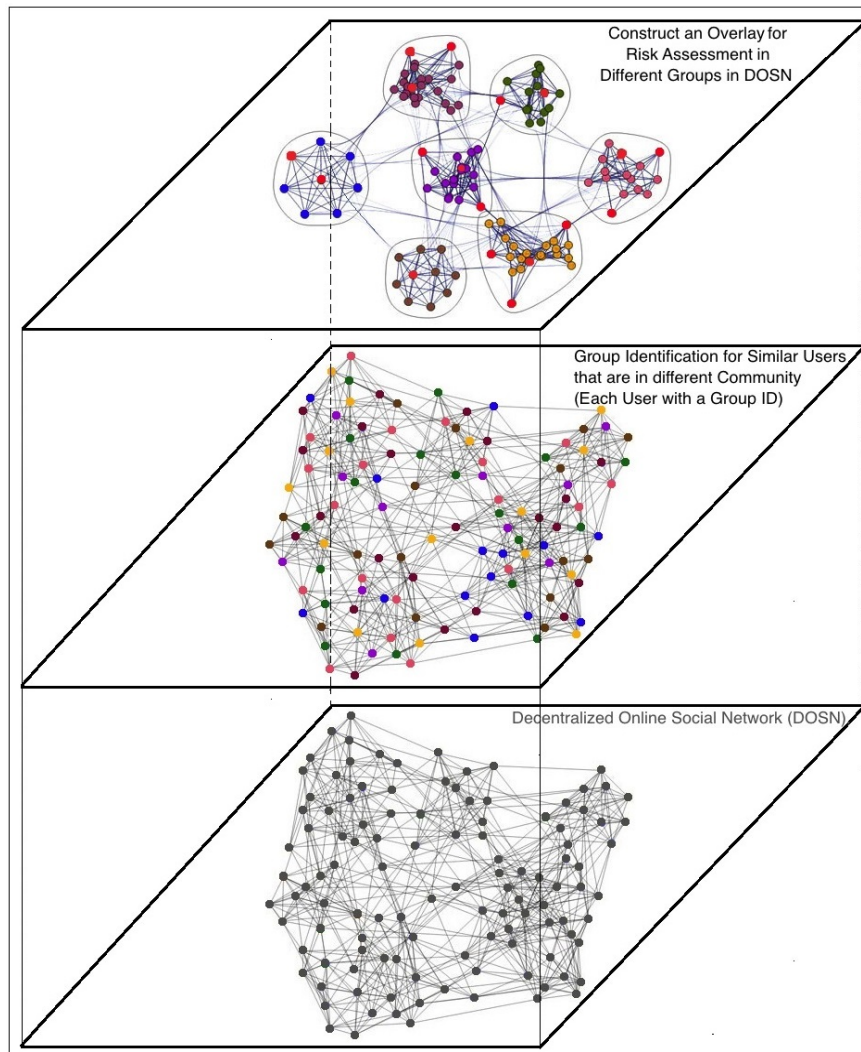 Construct an Overlay for
Risk Assessment in
Different Groups in DOSN
Group Identification for Similar Users
that are in different Community
(Each User with a Group ID)
Decentralized Online Social Network (DOSN)